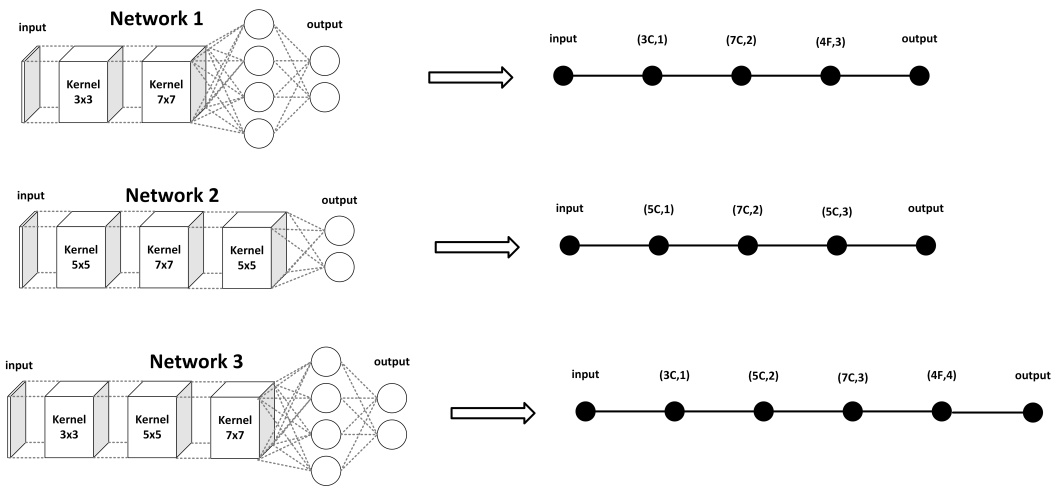 Network 1
input
output
Kernel
3x3
Kernel
7x7
input
(3C,1)
(7C,2)
(4F,3)
output
Network 2
input
output
Kernel
5x5
Kernel
7x7
Kernel
5x5
input
(5C,1)
(7C,2)
(5C,3)
output
Network 3
input
output
Kernel
3x3
Kernel
5x5
Kernel
7x7
input
(3C,1)
(5C,2)
(7C,3)
(4F,4)
output